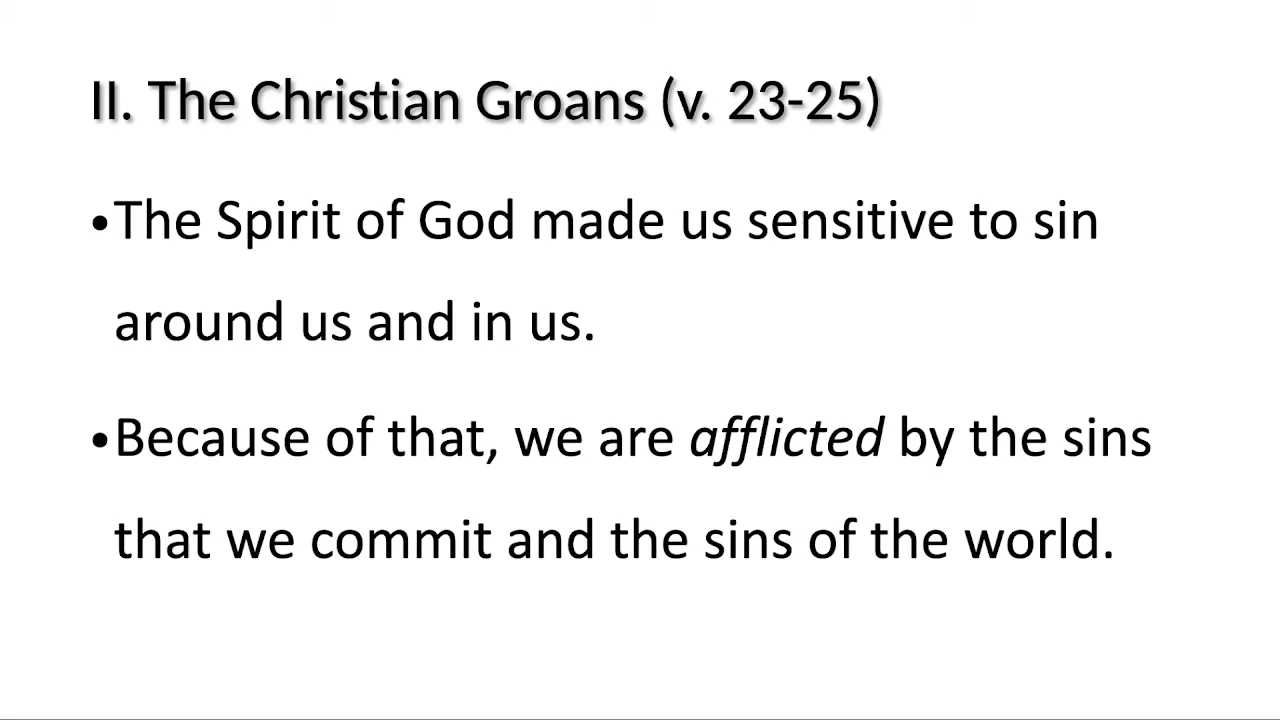 II. The Christian Groans (v. 23-25)
•The Spirit of God made us sensitive to sin
around us and in us.
•Because of that, we are afflicted by the sins
that we commit and the sins of the world.